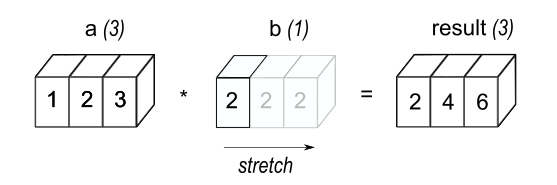 a (3) b (1) result (3)
1 2 3 * 2 2 2 = 2 4 6
stretch